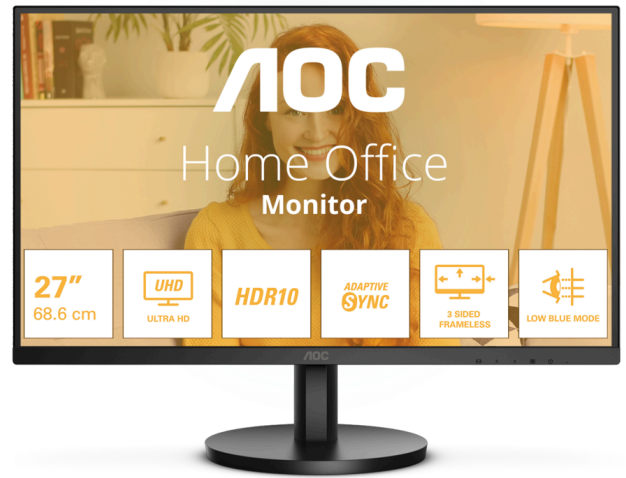 AOC
Home Office
Monitor
27"
68.6 cm
UHD
ULTRA HD
HDR10
ADAPTIVE
SYNC
3 SIDED
FRAMELESS
LOW BLUE MODE
AOC